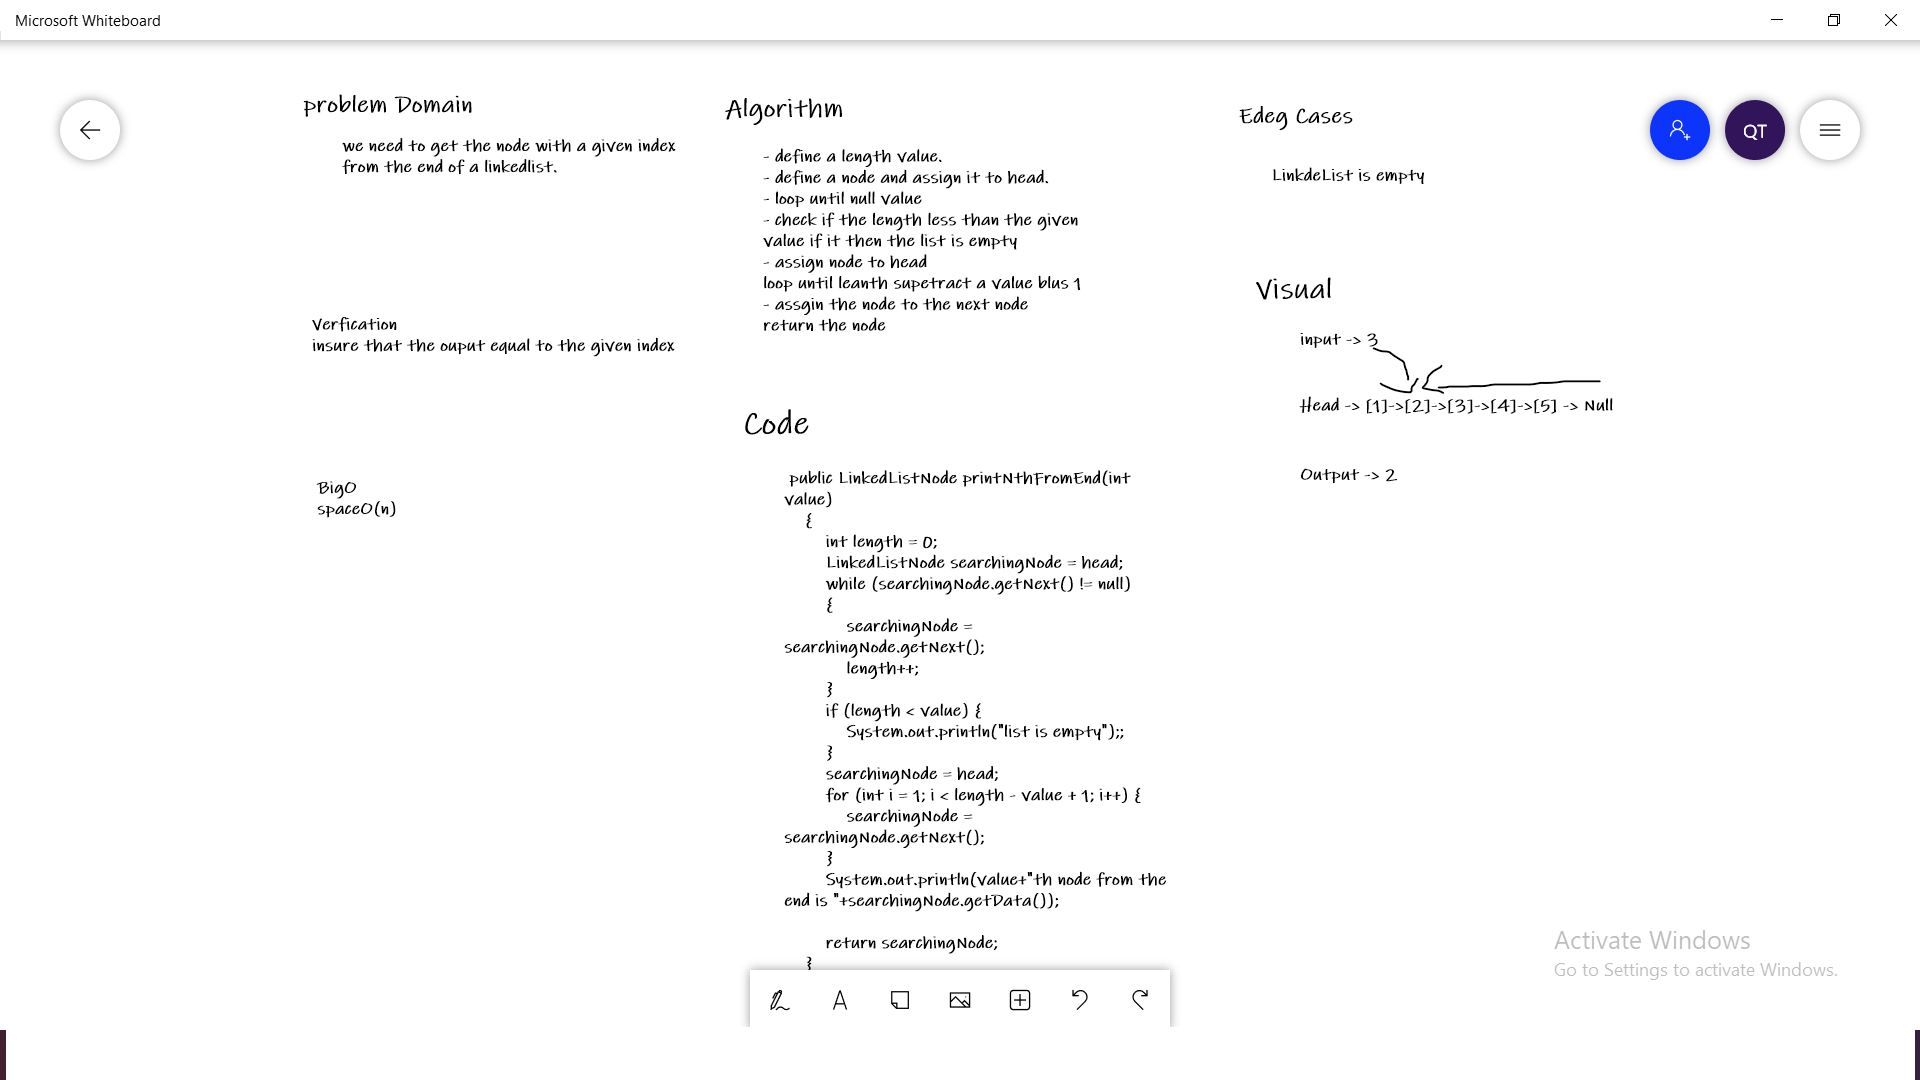 Microsoft Whiteboard
problem Domain
we need to get the node with a given index
from the end of a linkedlist.
Verfication
insure that the ouput equal to the given index
BigO
spaceO(n)
Algorithm
- define a length value.
- define a node and assign it to head.
- loop until null value
- check if the length less than the given
value if it then the list is empty
- assign node to head
loop until leanth supetract a value blus 1
- assgin the node to the next node
return the node
Code
public LinkedListNode printNthFromEnd(int
value)
{
int length = 0;
LinkedListNode searchingNode = head;
while (searchingNode.getNext() != null)
{
searchingNode =
searchingNode.getNext();
length++;
}
if (length < value) {
System.out.println("list is empty");;
}
searchingNode = head;
for (int i = 1; i < length - value + 1; i++) {
searchingNode =
searchingNode.getNext();
}
System.out.println(value+"th node from the
end is "+searchingNode.getData());
return searchingNode;
}
Edeg Cases
LinkdeList is empty
Visual
input -> 3
Head -> [1]->[2]->[3]->[4]->[5] -> Null
Output -> 2
QT
Activate Windows
Go to Settings to activate Windows.